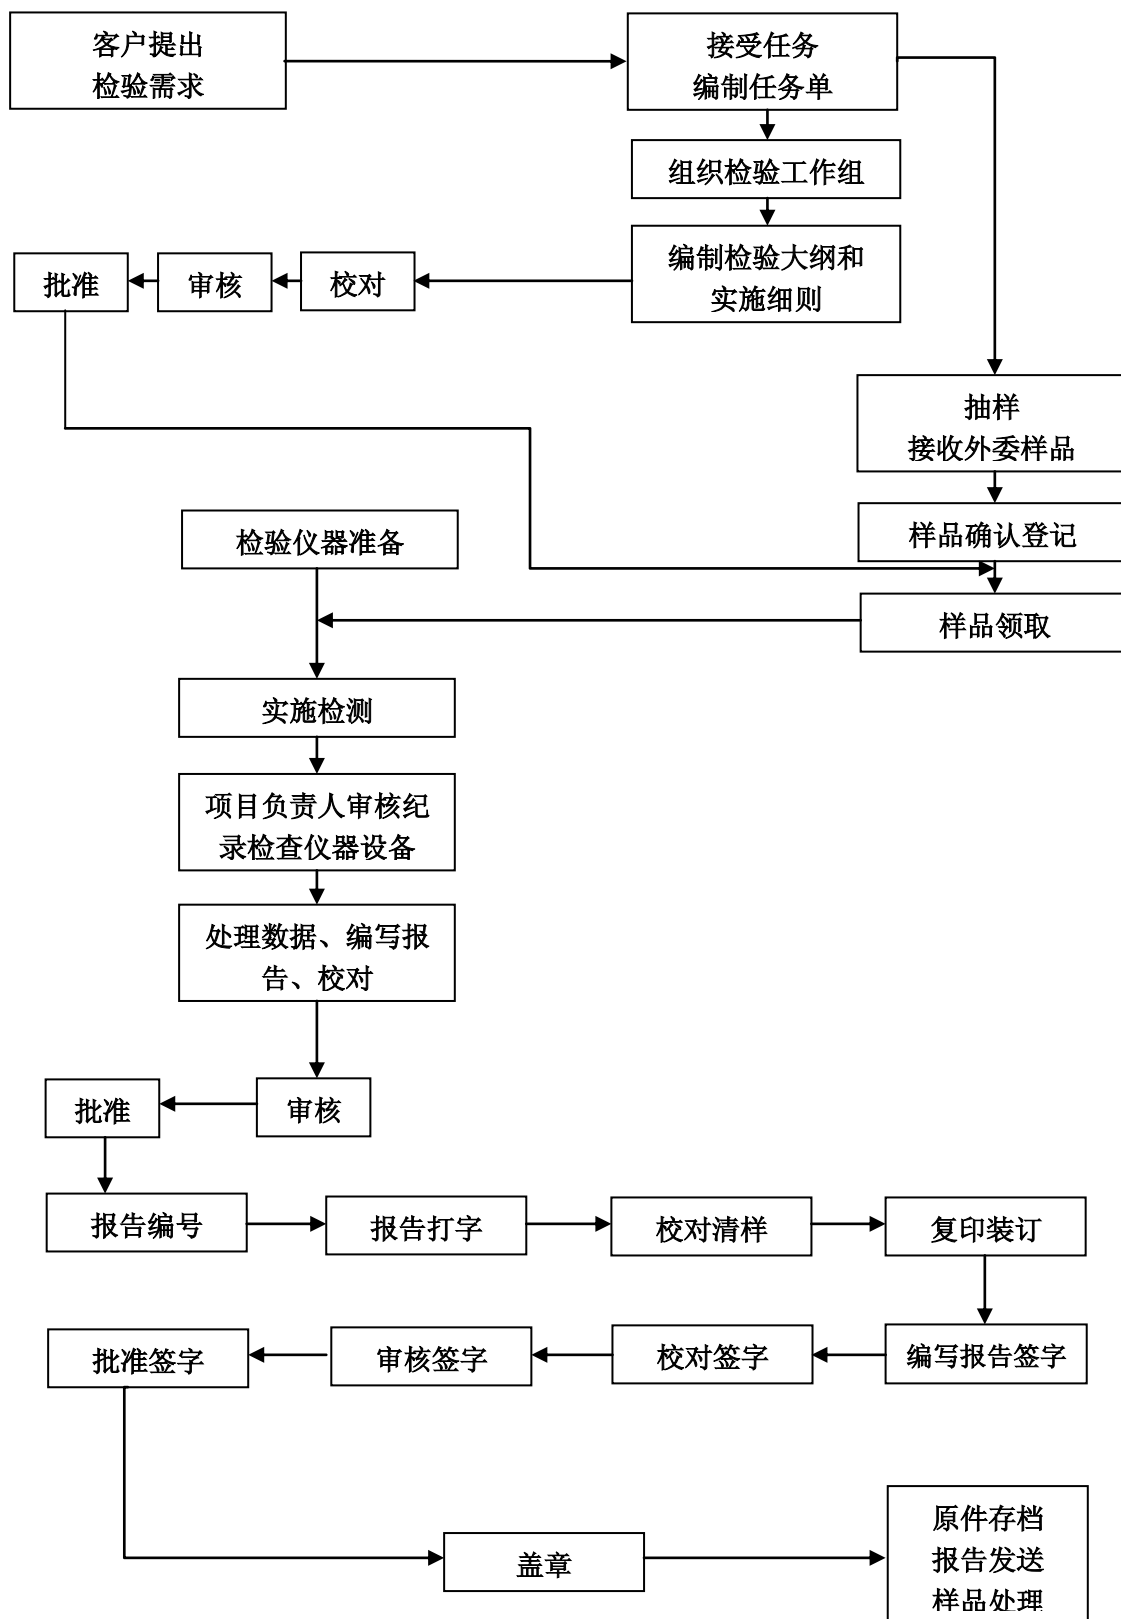 客户提出
检验需求
接受任务
编制任务单
组织检验工作组
编制检验大纲和
实施细则
校对
审核
批准
抽样
接收外委样品
样品确认登记
样品领取
检验仪器准备
实施检测
项目负责人审核纪
录检查仪器设备
处理数据、编写报
告、校对
审核
批准
报告编号
报告打字
校对清样
复印装订
编写报告签字
校对签字
审核签字
批准签字
盖章
原件存档
报告发送
样品处理